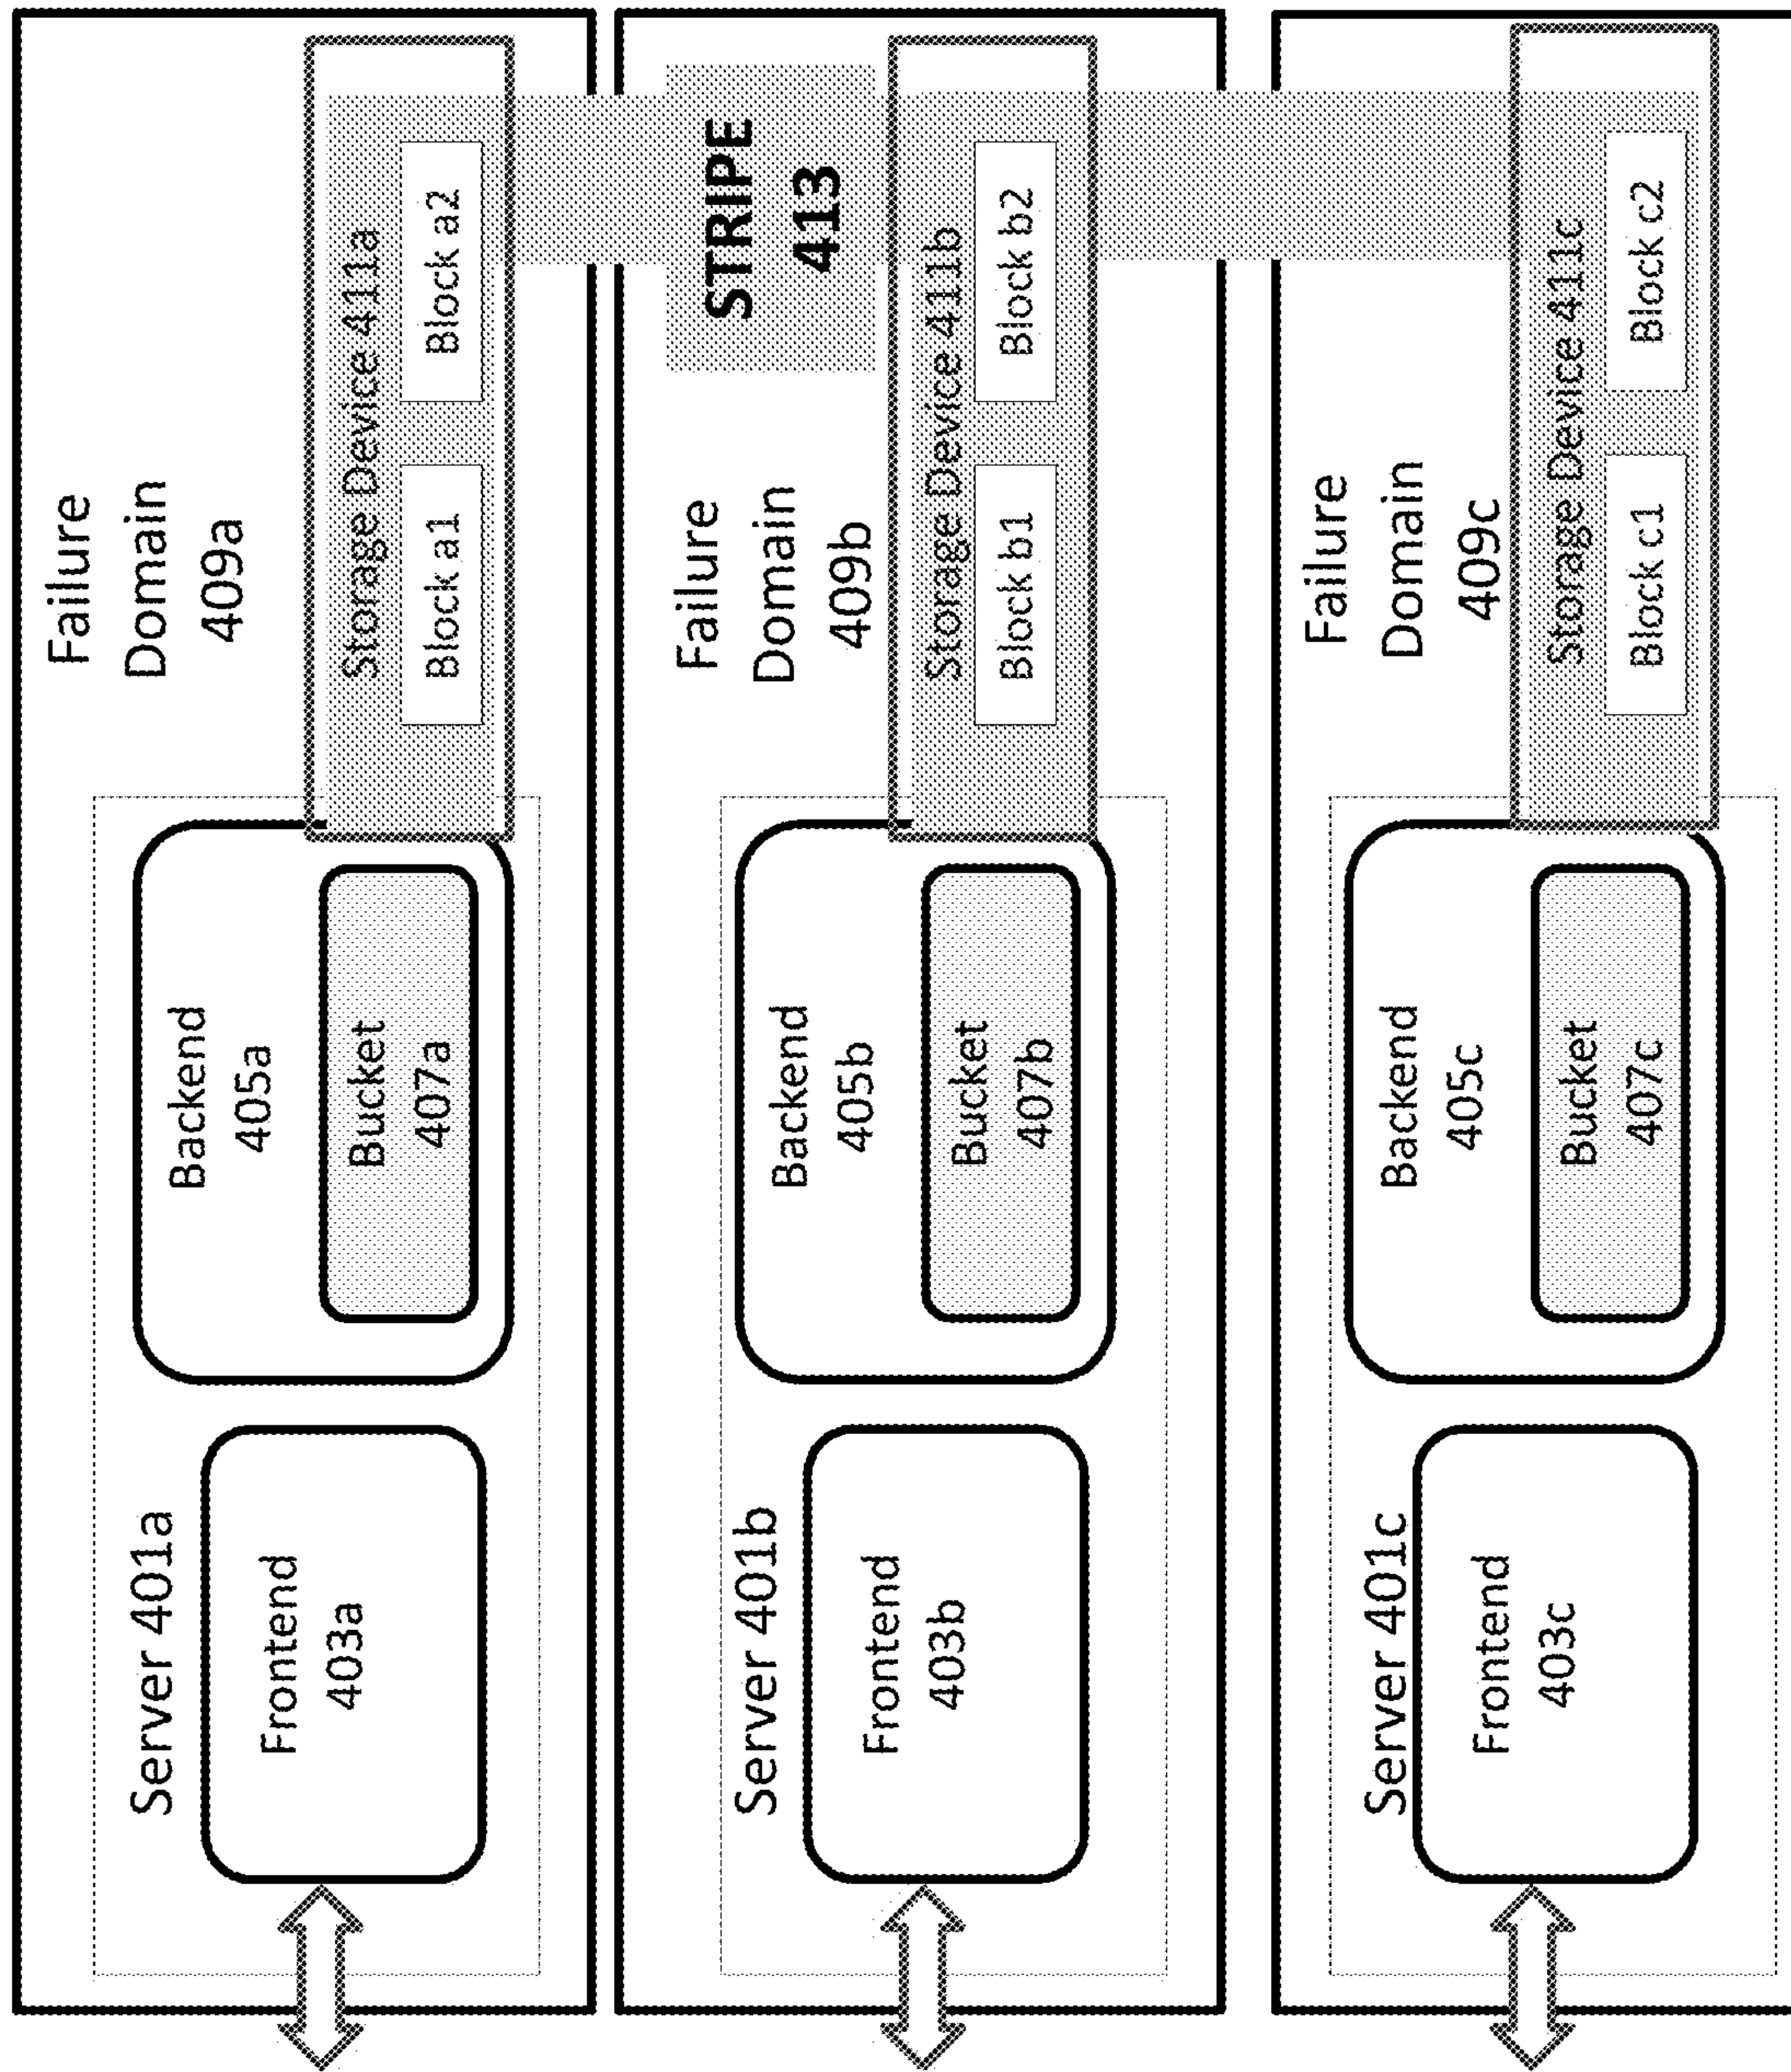 Failure
Domain
409a
Server 401a
Frontend
403a
Backend
405a
Bucket
407a
Storage Device 411a
Block a1
Block a2
STRIPE
413
Failure
Domain
409b
Server 401b
Frontend
403b
Backend
405b
Bucket
407b
Storage Device 411b
Block b1
Block b2
Failure
Domain
409c
Server 401c
Frontend
403c
Backend
405c
Bucket
407c
Storage Device 411c
Block c1
Block c2